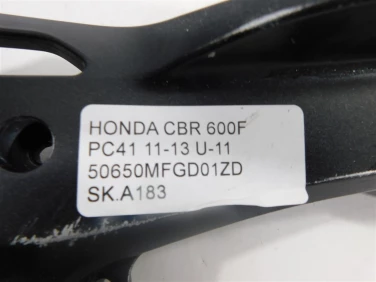 HONDA CBR 600F
PC41 11-13 U-11
50650MFGD01ZD
SK.A183